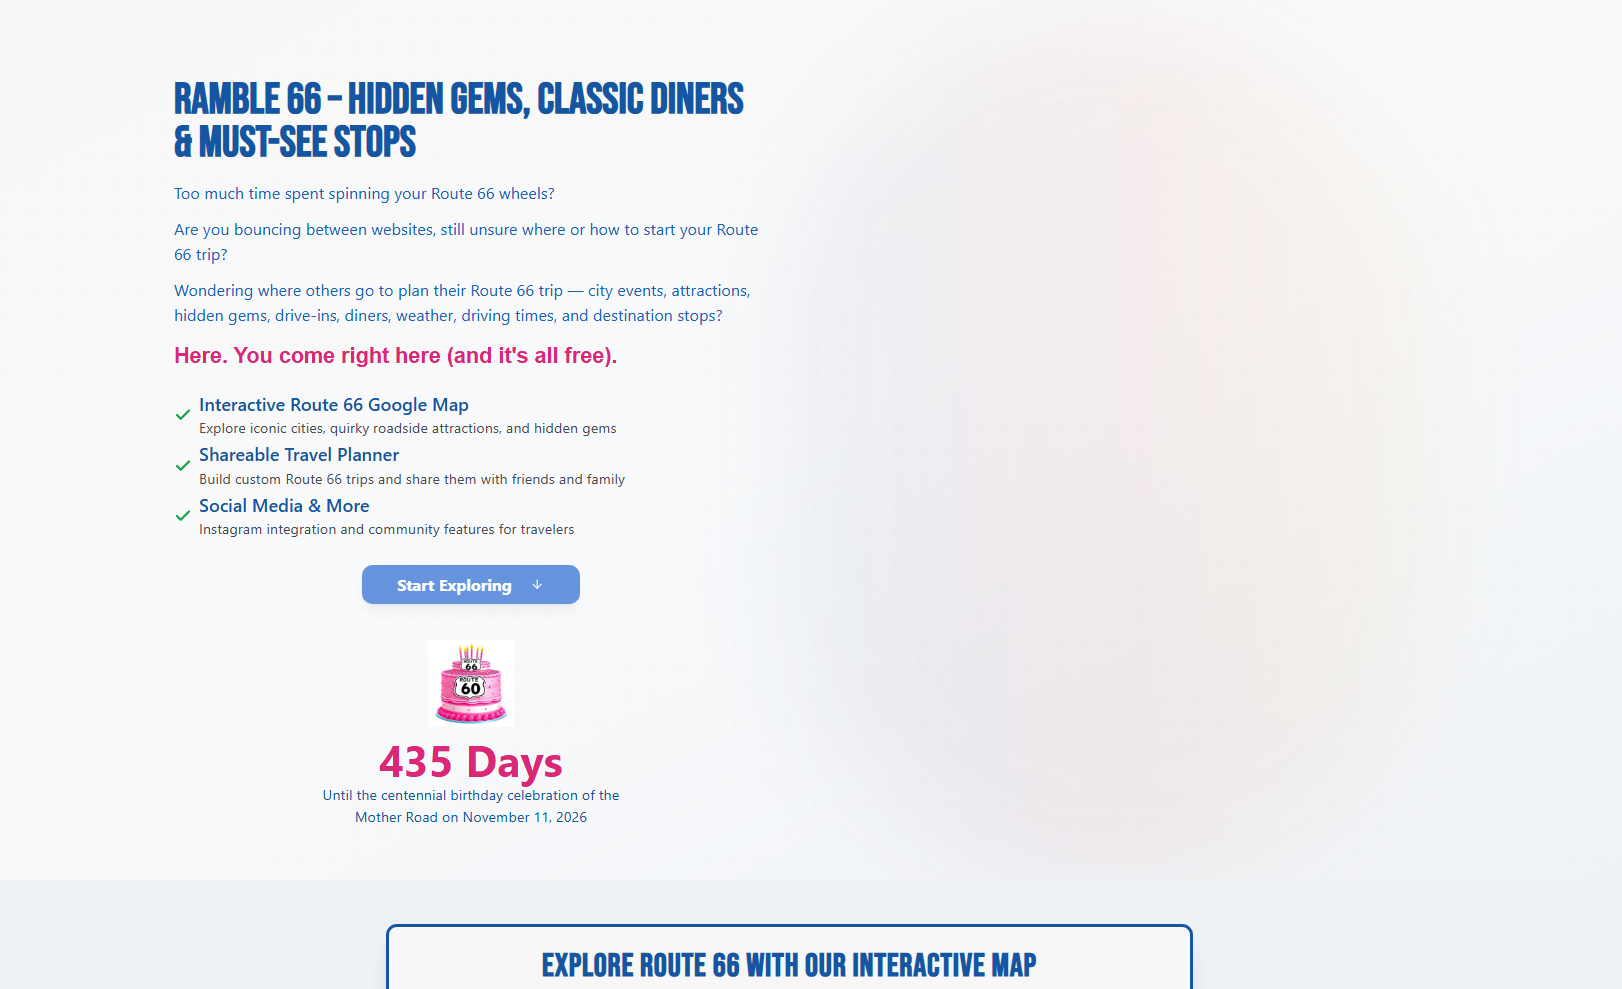 RAMBLE 66 – HIDDEN GEMS, CLASSIC DINERS
& MUST-SEE STOPS
Too much time spent spinning your Route 66 wheels?
Are you bouncing between websites, still unsure where or how to start your Route
66 trip?
Wondering where others go to plan their Route 66 trip — city events, attractions,
hidden gems, drive-ins, diners, weather, driving times, and destination stops?
Here. You come right here (and it's all free).
Interactive Route 66 Google Map
Explore iconic cities, quirky roadside attractions, and hidden gems
Shareable Travel Planner
Build custom Route 66 trips and share them with friends and family
Social Media & More
Instagram integration and community features for travelers
Start Exploring
ROUTE
66
ROUTE
60
435 Days
Until the centennial birthday celebration of the
Mother Road on November 11, 2026
EXPLORE ROUTE 66 WITH OUR INTERACTIVE MAP